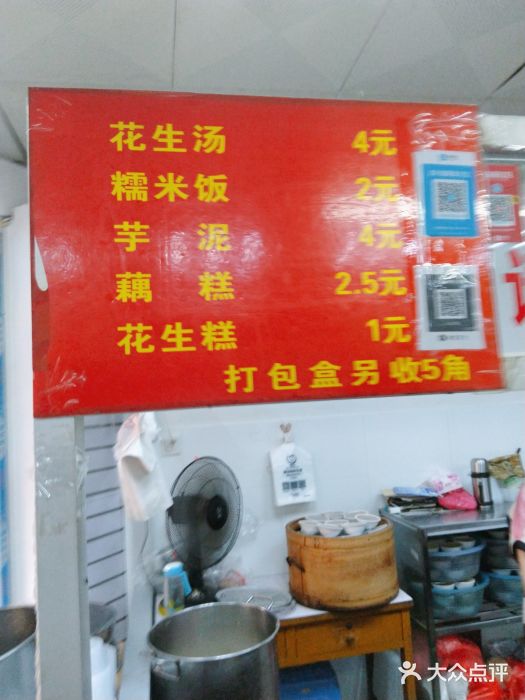 花生汤 4元
糯米饭 2元
芋泥 4元
藕糕 2.5元
花生糕 1元
打包盒另收5角
大众点评